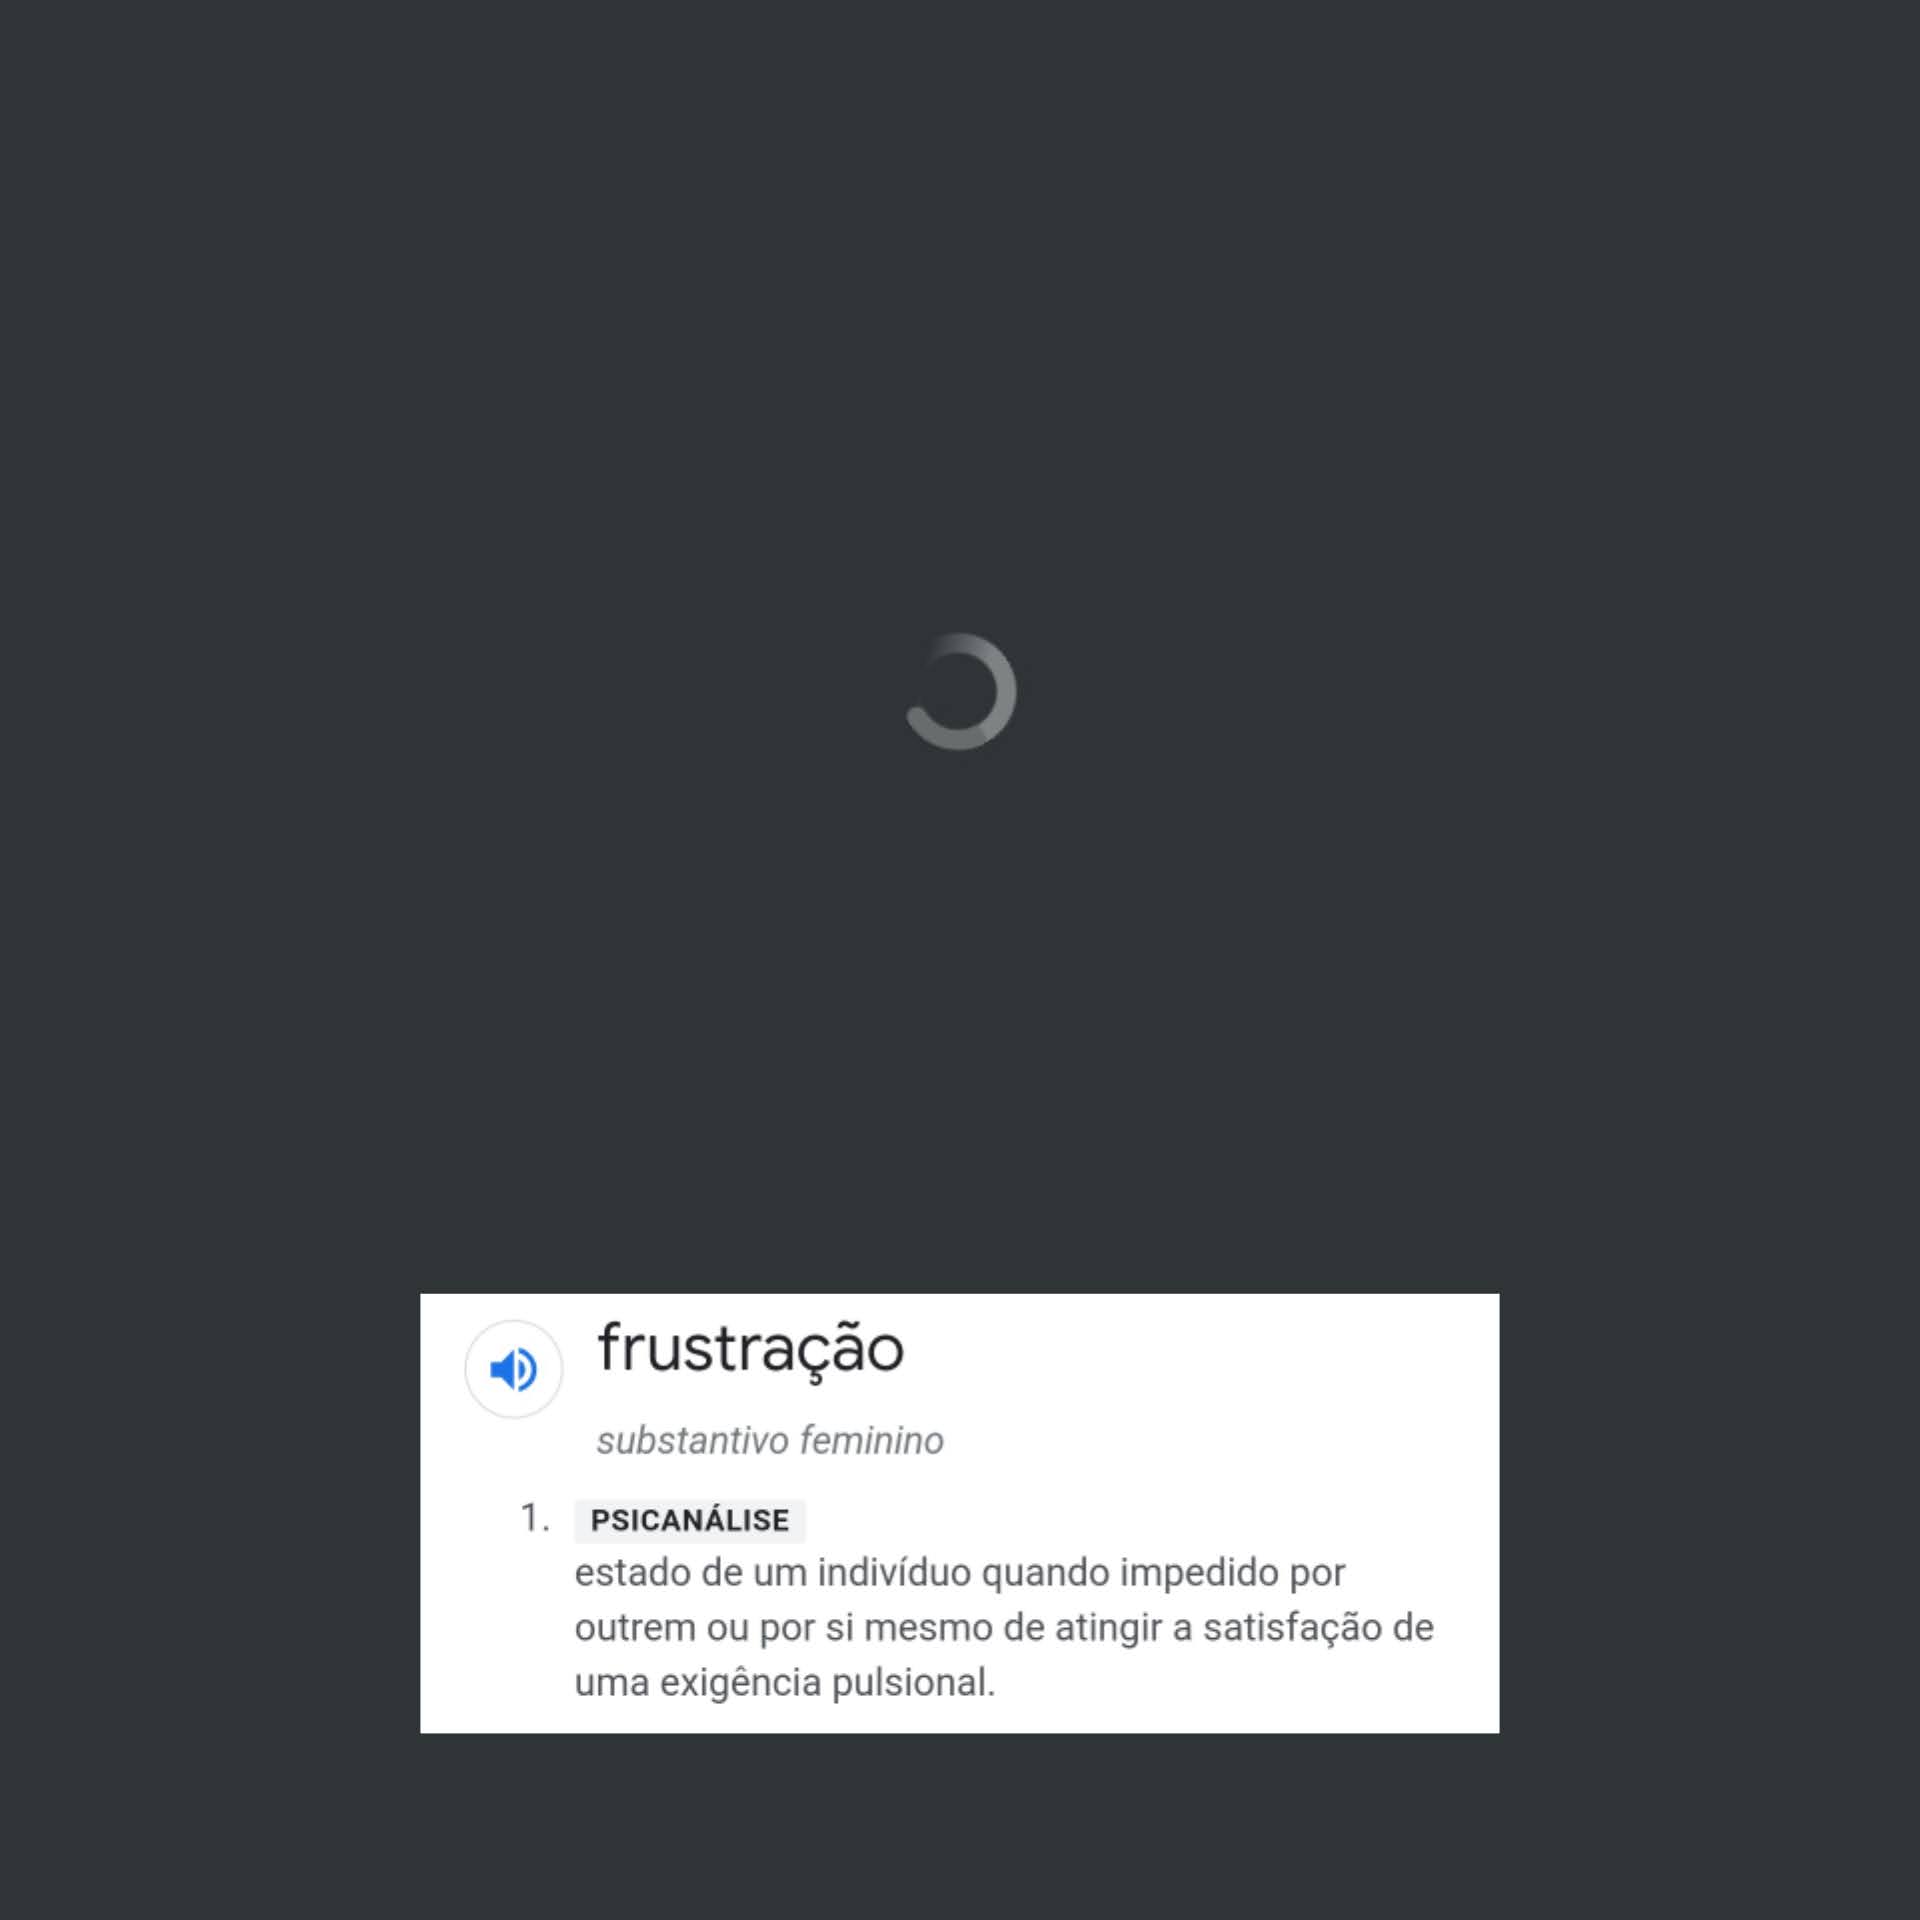 frustração
substantivo feminino
1. PSICANÁLISE
estado de um indivíduo quando impedido por
outrem ou por si mesmo de atingir a satisfação de
uma exigência pulsional.